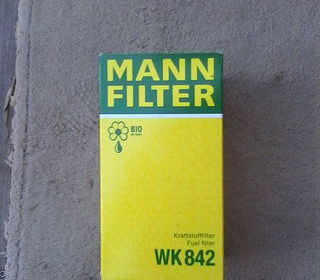 MANN
FILTER
BIO
Kraftstofffilter
Fuel filter
WK 842